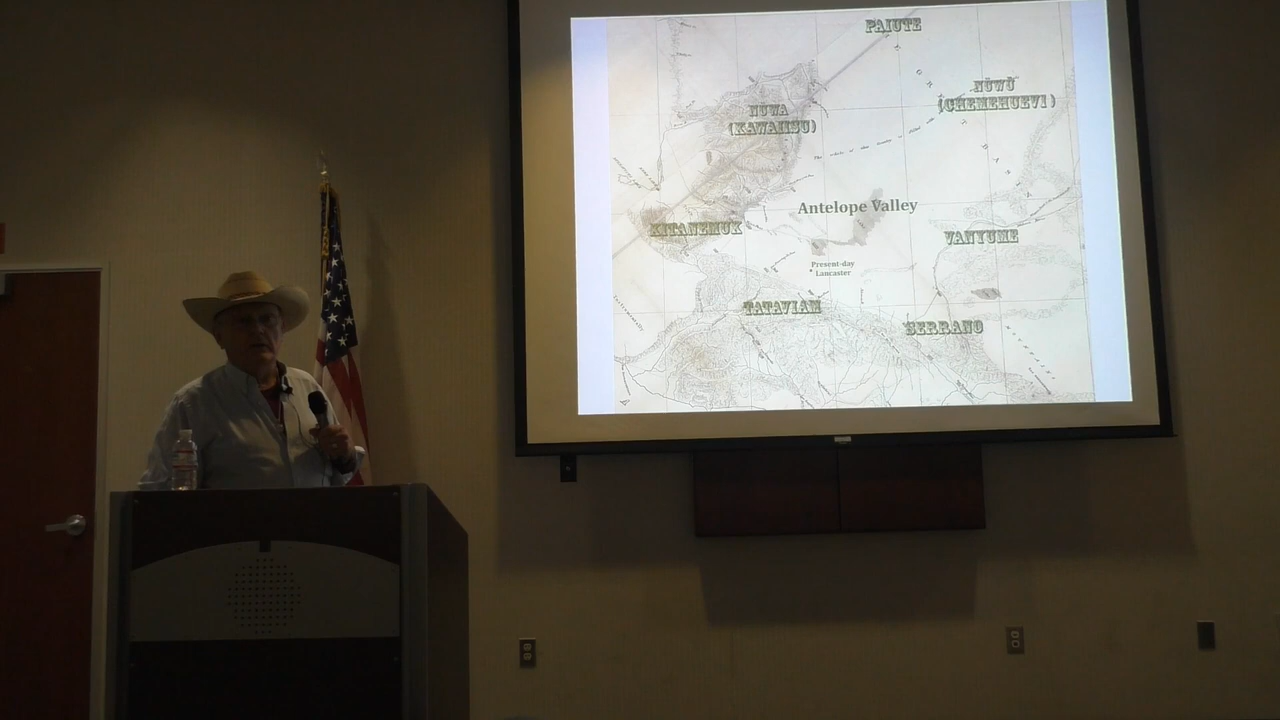 PAIUTE
NÜWÜ
(CHEMEHUEVI)
NÜWA
(KAWAIISU)
Antelope Valley
KITANEMUK
VANYUME
Present-day
Lancaster
TATAVIAM
SERRANO